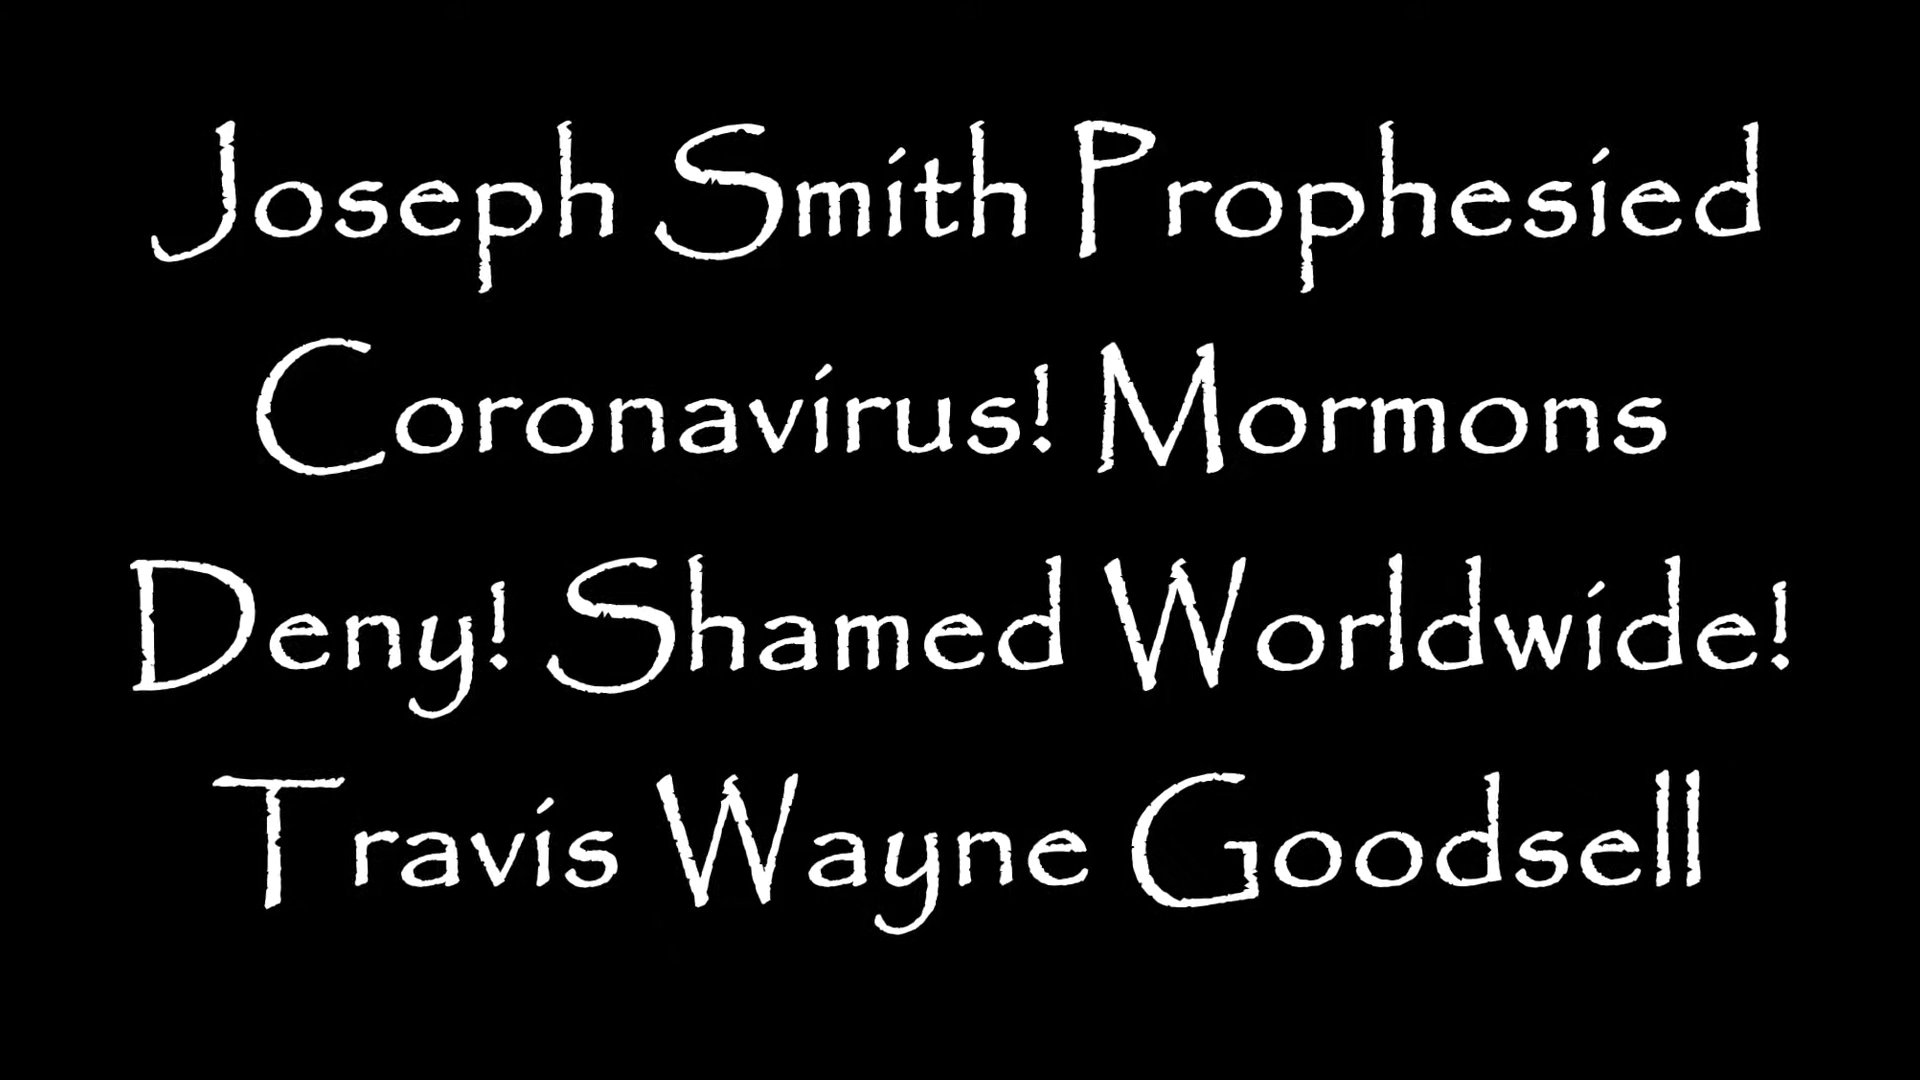 Joseph Smith Prophesied
Coronavirus! Mormons
Deny! Shamed Worldwide!
Travis Wayne Goodsell